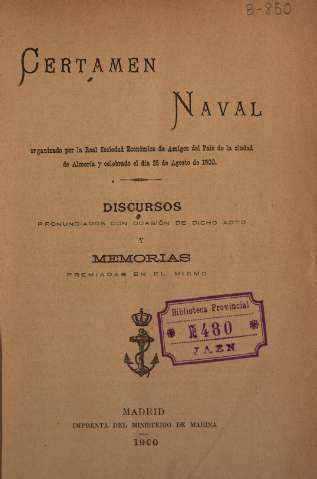 B-850
CERTAMEN
NAVAL
organizado por la Real Sociedad Económica de Amigos del País de la ciudad
de Almería y celebrado el día 25 de Agosto de 1900.
DISCURSOS
PRONUNCIADOS CON OCASIÓN DE DICHO ACTO
Y
MEMORIAS
PREMIADAS EN EL MISMO
Biblioteca Provincial
N480
JAEN
MADRID
IMPRENTA DEL MINISTERIO DE MARINA
1900